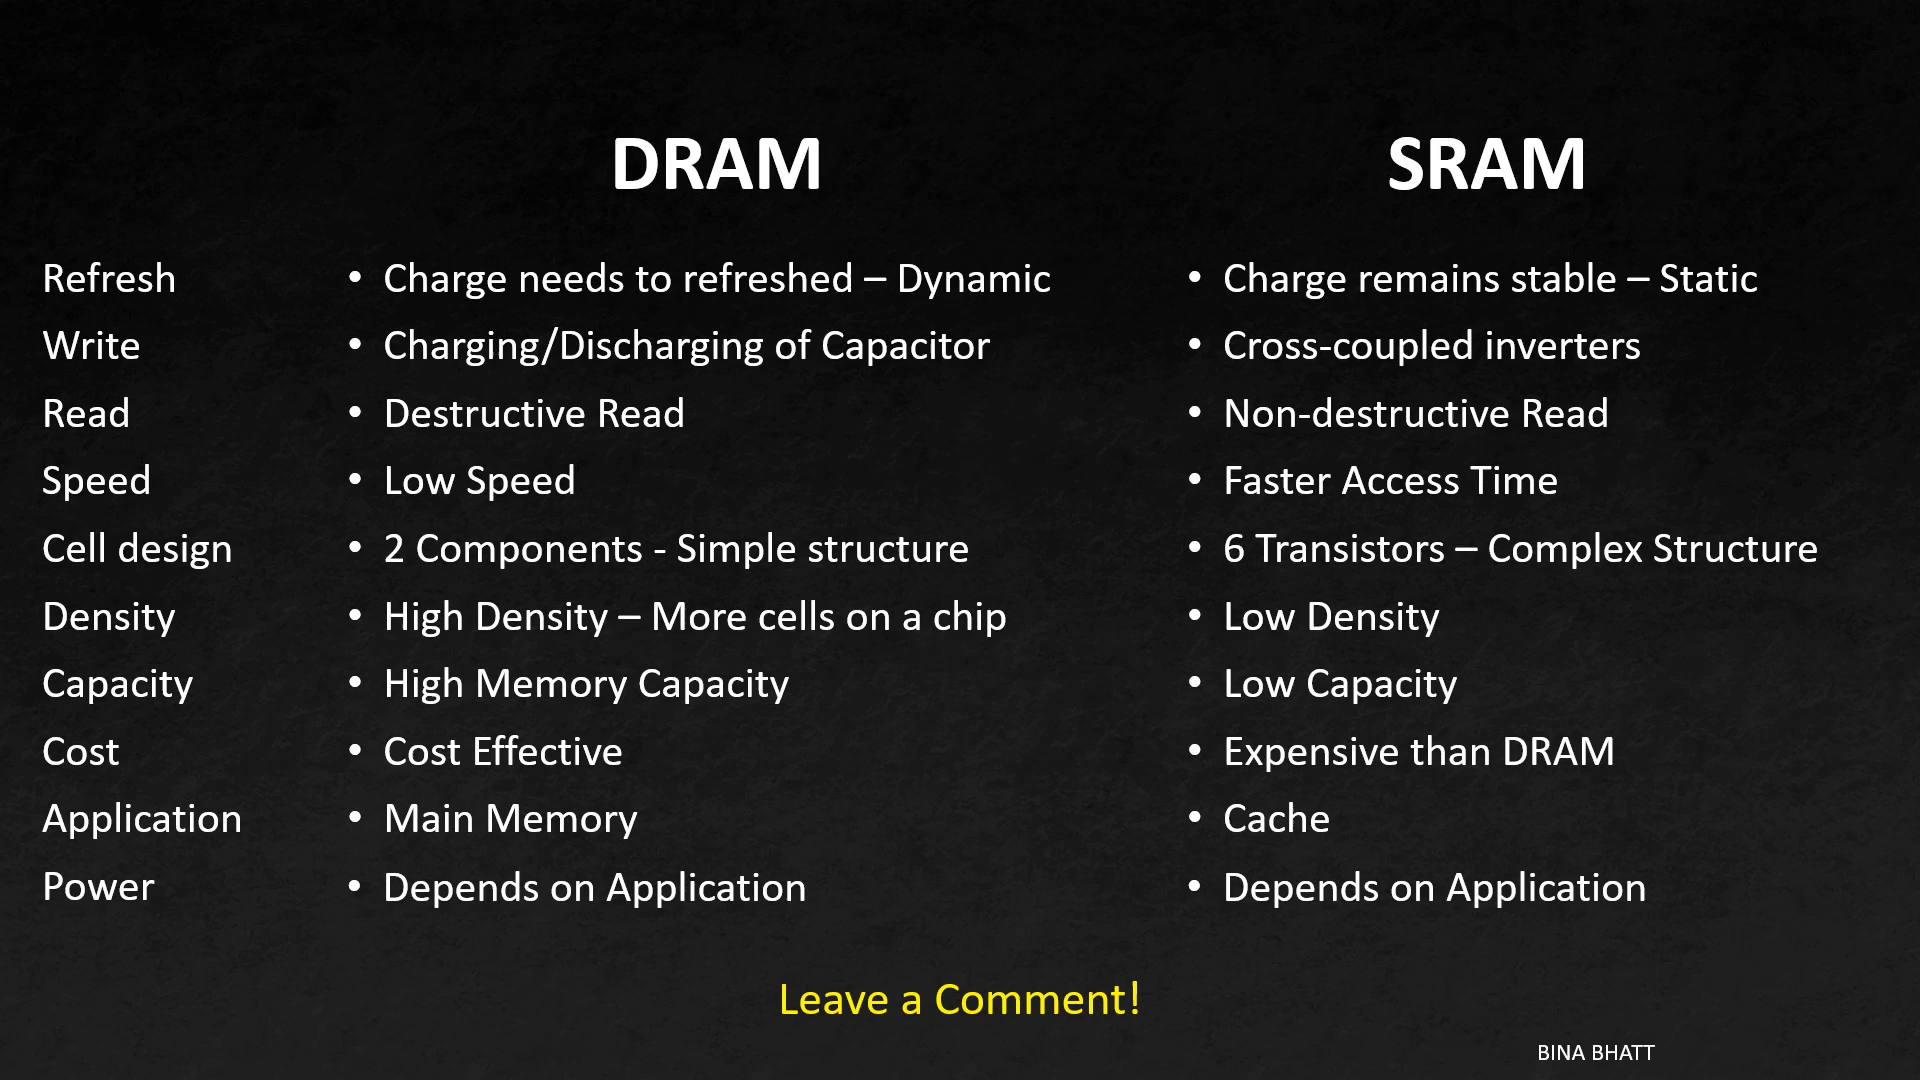 DRAM SRAM
Refresh • Charge needs to refreshed – Dynamic • Charge remains stable – Static
Write • Charging/Discharging of Capacitor • Cross-coupled inverters
Read • Destructive Read • Non-destructive Read
Speed • Low Speed • Faster Access Time
Cell design • 2 Components - Simple structure • 6 Transistors – Complex Structure
Density • High Density – More cells on a chip • Low Density
Capacity • High Memory Capacity • Low Capacity
Cost • Cost Effective • Expensive than DRAM
Application • Main Memory • Cache
Power • Depends on Application • Depends on Application
Leave a Comment!
BINA BHATT